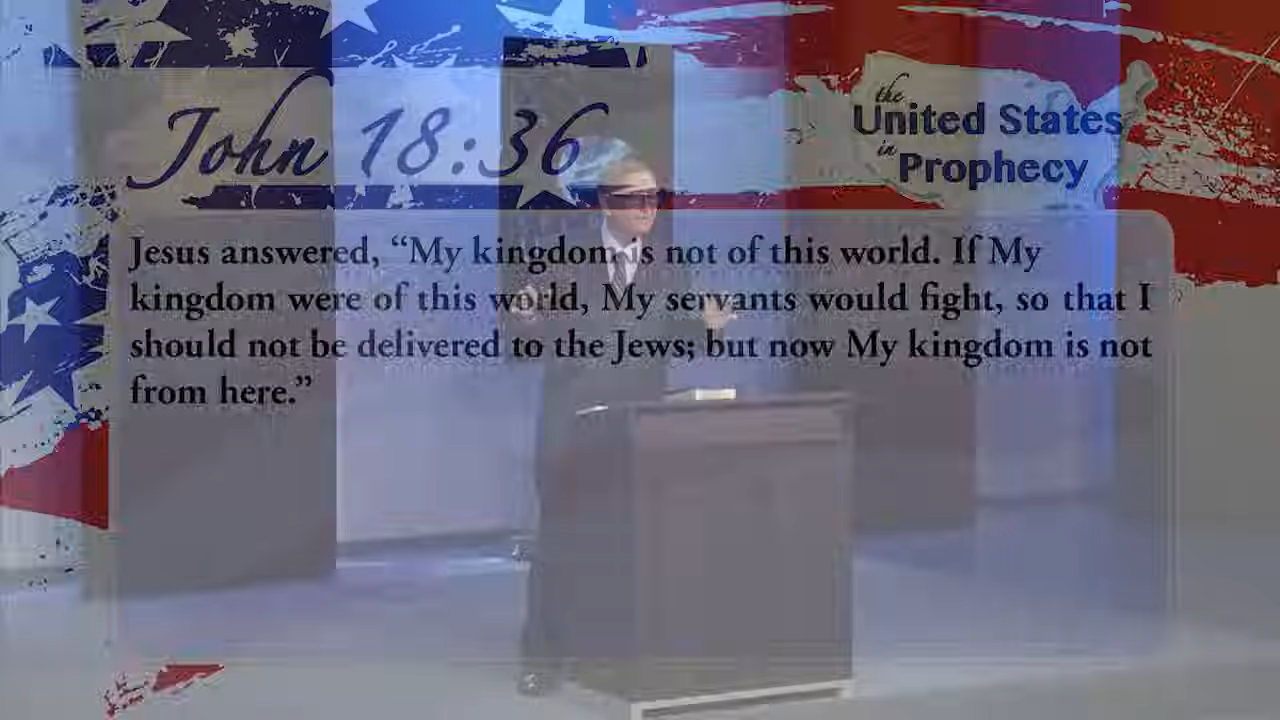 John 18:36
the
United States
in
Prophecy
Jesus answered, “My kingdom is not of this world. If My
kingdom were of this world, My servants would fight, so that I
should not be delivered to the Jews; but now My kingdom is not
from here.”